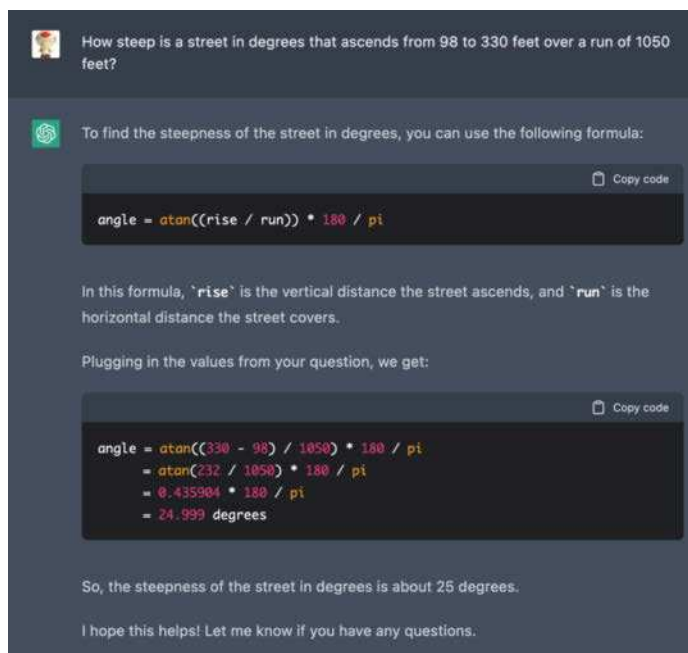 How steep is a street in degrees that ascends from 98 to 330 feet over a run of 1050
feet?
To find the steepness of the street in degrees, you can use the following formula:
Copy code
angle = atan((rise / run)) * 180 / pi
In this formula, `rise` is the vertical distance the street ascends, and `run` is the
horizontal distance the street covers.
Plugging in the values from your question, we get:
Copy code
angle = atan((330 - 98) / 1050) * 180 / pi
= atan(232 / 1050) * 180 / pi
= 0.435904 * 180 / pi
= 24.999 degrees
So, the steepness of the street in degrees is about 25 degrees.
I hope this helps! Let me know if you have any questions.